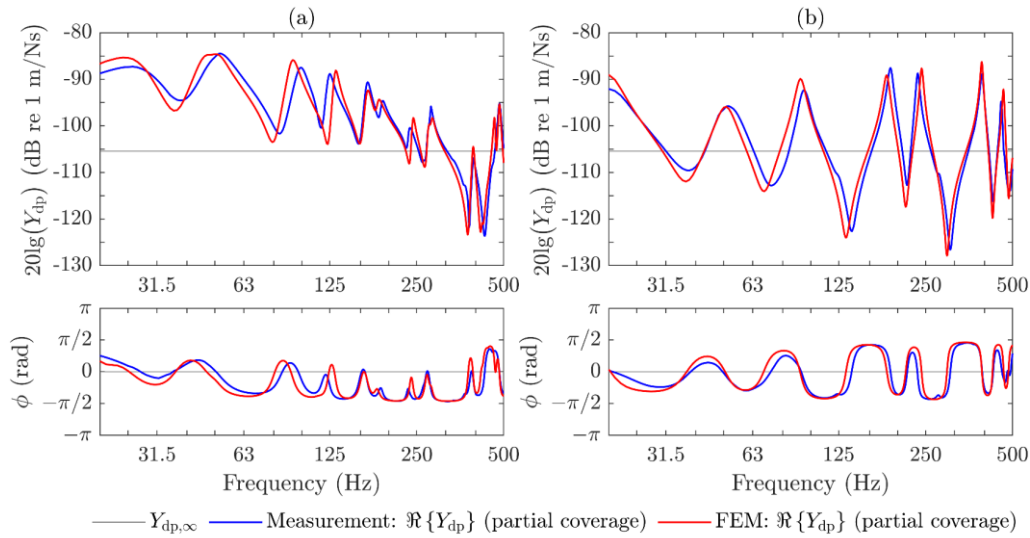 (a)
(b)
20lg(Y_dp) (dB re 1 m/Ns)
-80
-90
-100
-110
-120
-130
31.5
63
125
250
500
20lg(Y_dp) (dB re 1 m/Ns)
-80
-90
-100
-110
-120
-130
31.5
63
125
250
500
ϕ (rad)
π
π/2
0
−π/2
−π
31.5
63
125
250
500
Frequency (Hz)
ϕ (rad)
π
π/2
0
−π/2
−π
31.5
63
125
250
500
Frequency (Hz)
Y_dp,∞ Measurement: ℜ{Y_dp} (partial coverage) FEM: ℜ{Y_dp} (partial coverage)